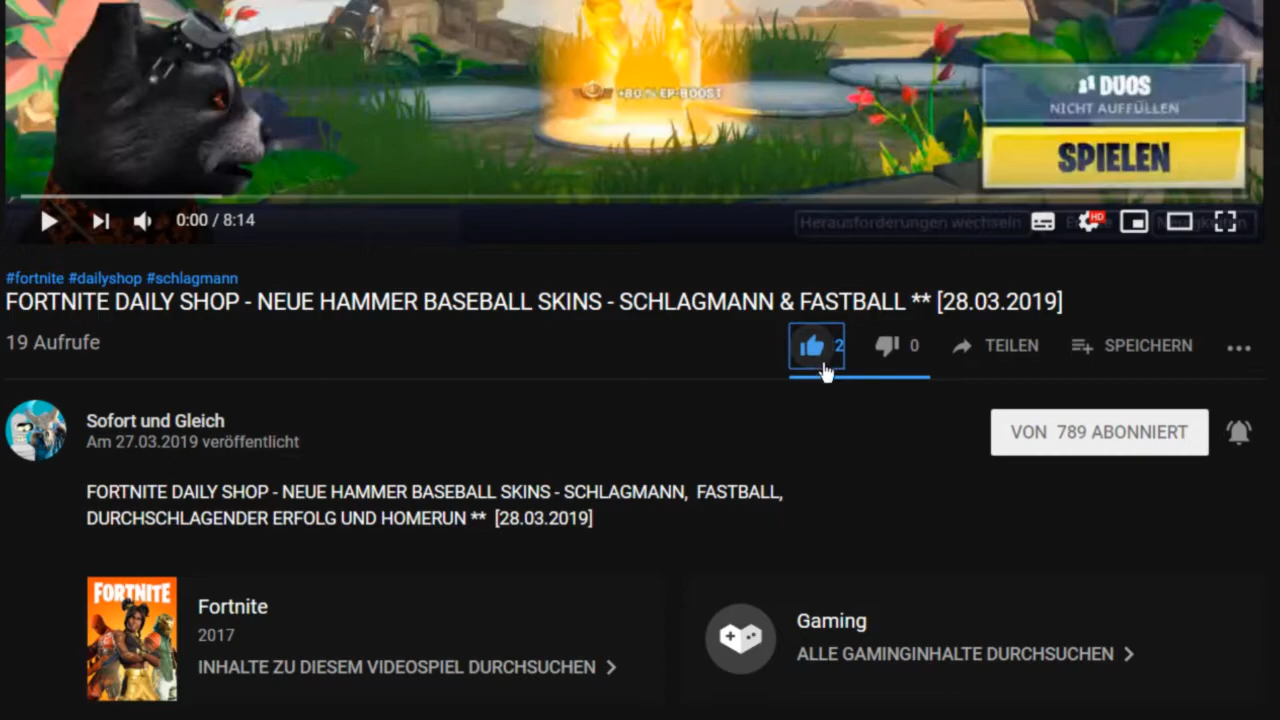 +80 % EP-BOOST
DUOS
NICHT AUFFÜLLEN
SPIELEN
0:00 / 8:14
Herausforderungen wechseln
HD
#fortnite #dailyshop #schlagmann
FORTNITE DAILY SHOP - NEUE HAMMER BASEBALL SKINS - SCHLAGMANN & FASTBALL ** [28.03.2019]
19 Aufrufe
2
0
TEILEN
SPEICHERN
Sofort und Gleich
Am 27.03.2019 veröffentlicht
VON 789 ABONNIERT
FORTNITE DAILY SHOP - NEUE HAMMER BASEBALL SKINS - SCHLAGMANN, FASTBALL,
DURCHSCHLAGENDER ERFOLG UND HOMERUN ** [28.03.2019]
FORTNITE
Fortnite
2017
INHALTE ZU DIESEM VIDEOSPIEL DURCHSUCHEN
Gaming
ALLE GAMINGINHALTE DURCHSUCHEN